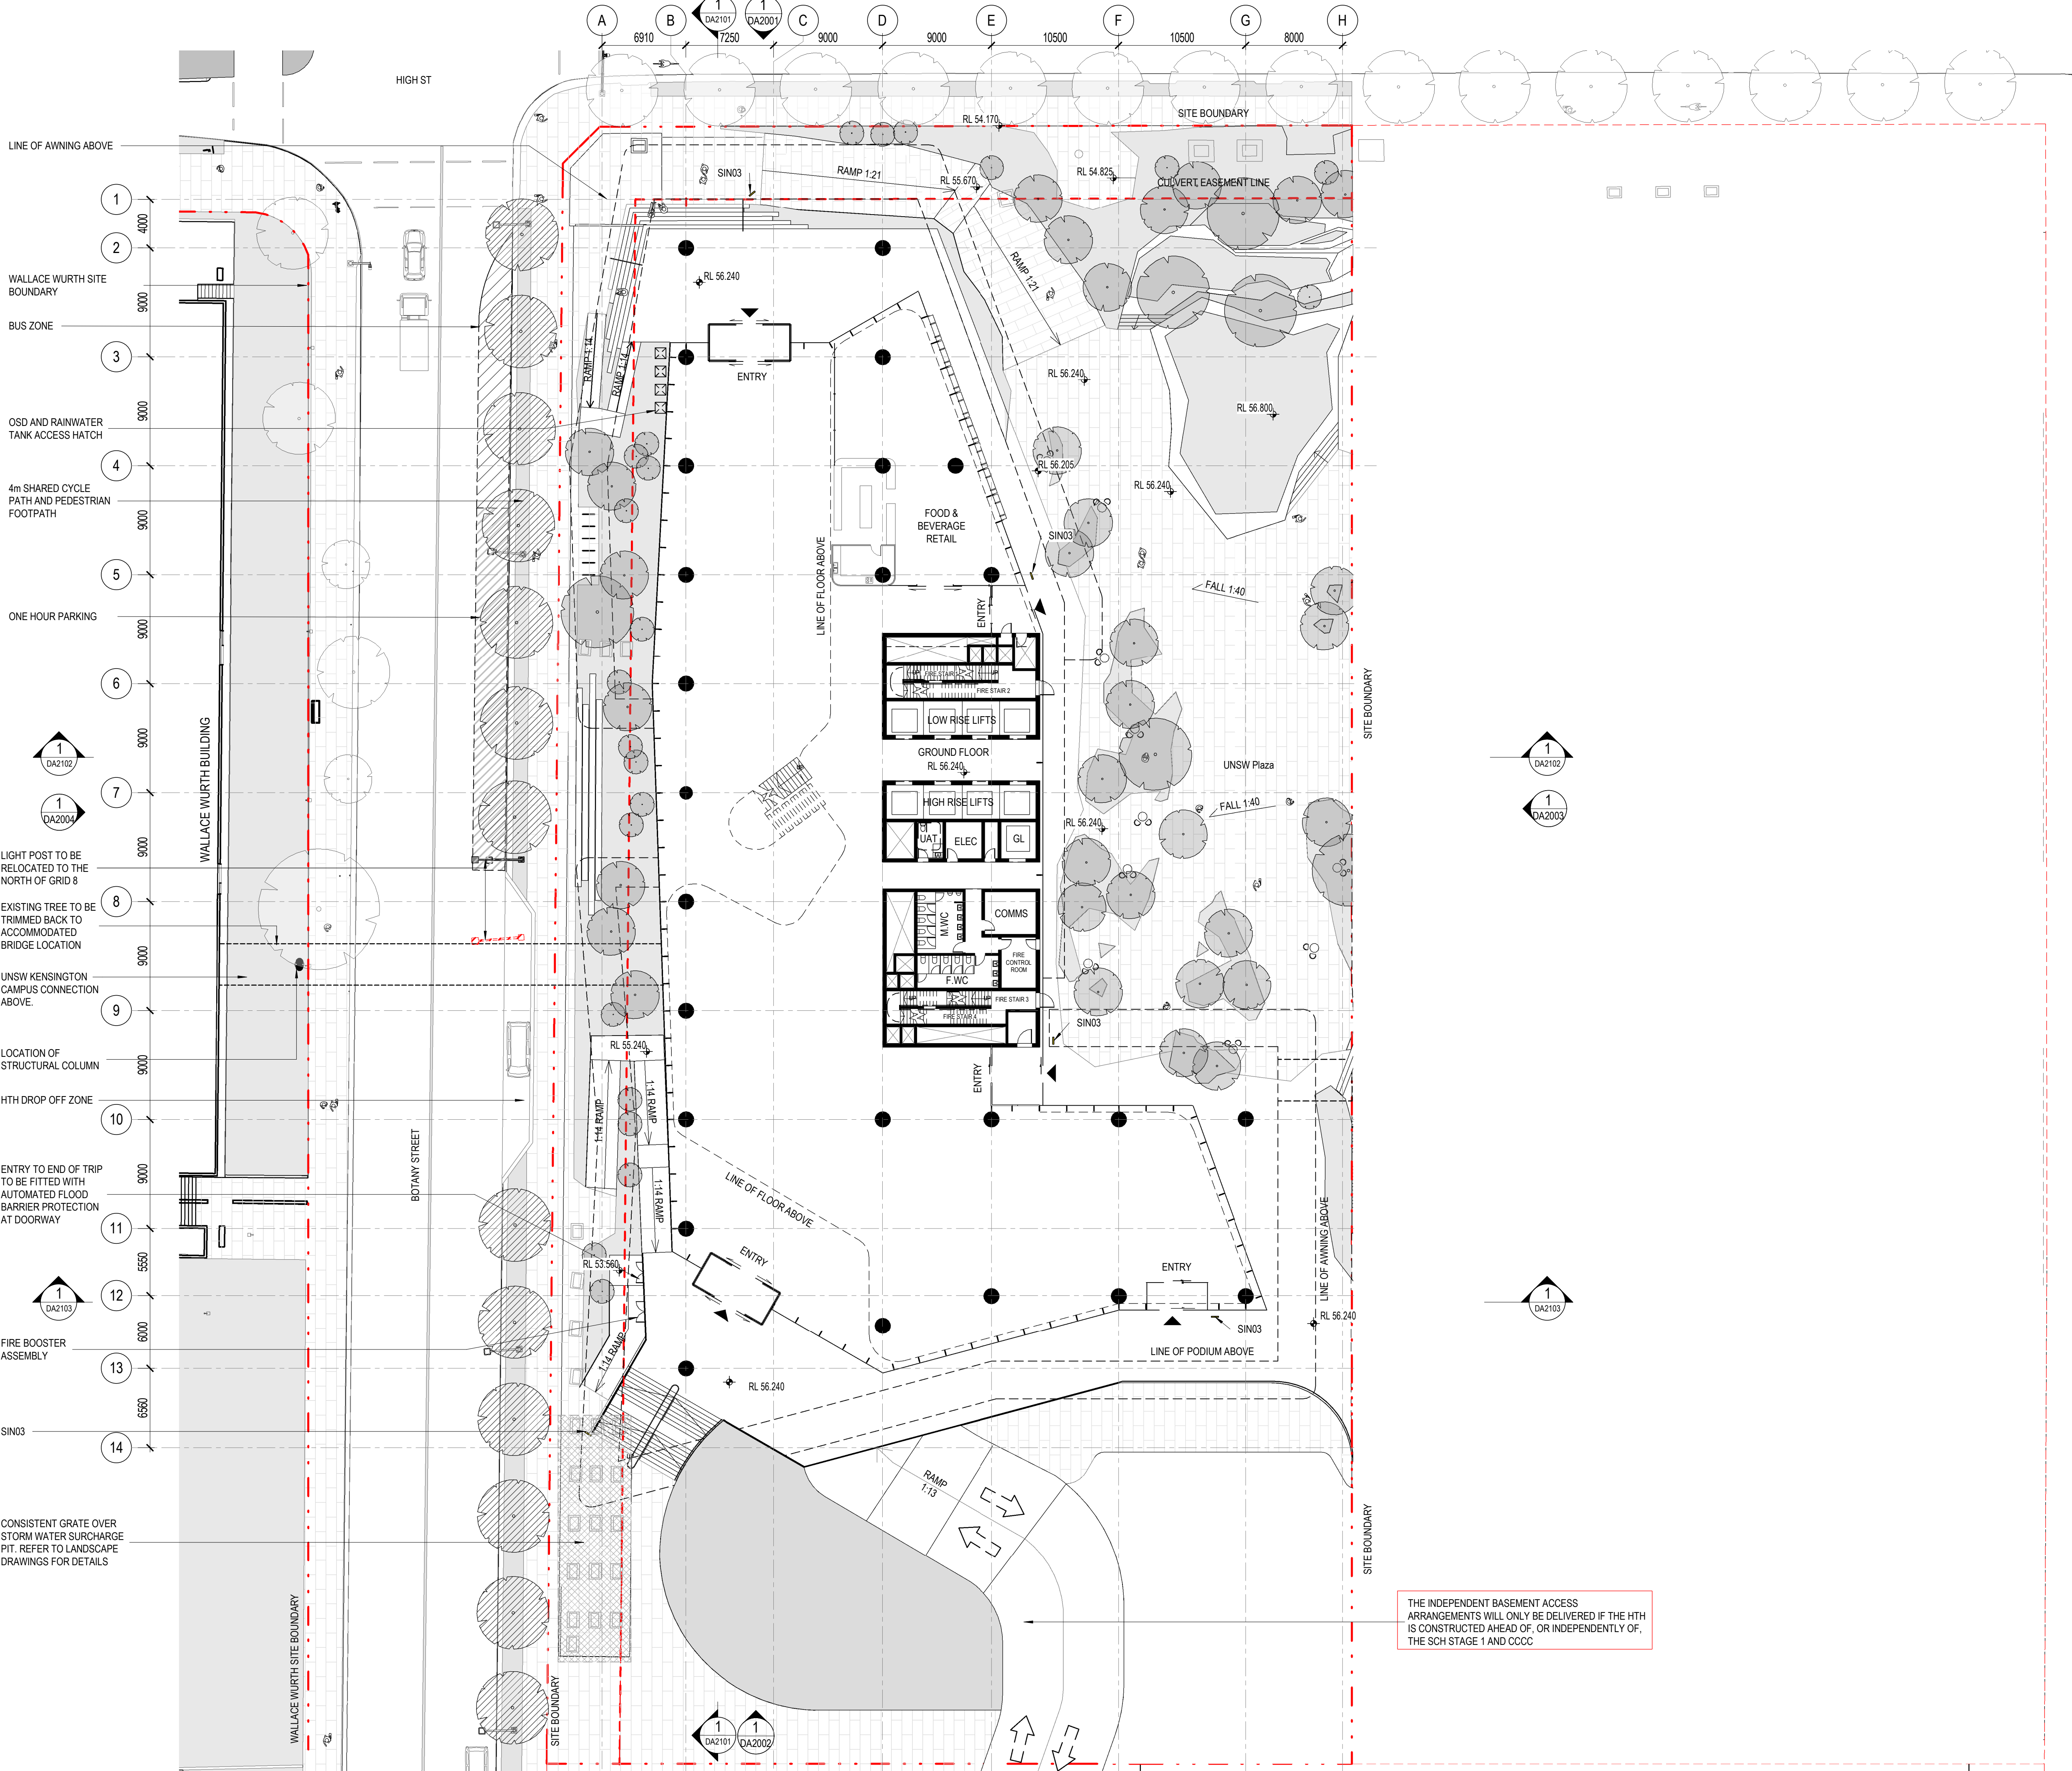 A
B
1
DA2101
1
DA2001
C
D
E
F
G
H
6910
7250
9000
9000
10500
10500
8000
HIGH ST
SITE BOUNDARY
RL 54.170
LINE OF AWNING ABOVE
SIN03
RAMP 1:21
RL 55.670
RL 54.825
CULVERT EASEMENT LINE
1
4000
2
RAMP 1:21
WALLACE WURTH SITE
BOUNDARY
RL 56.240
9000
BUS ZONE
3
RAMP 1:14
RAMP 1:14
ENTRY
RL 56.240
RL 56.800
9000
OSD AND RAINWATER
TANK ACCESS HATCH
4
RL 56.205
RL 56.240
4m SHARED CYCLE
PATH AND PEDESTRIAN
FOOTPATH
9000
FOOD &
BEVERAGE
RETAIL
SIN03
LINE OF FLOOR ABOVE
5
FALL 1:40
ONE HOUR PARKING
9000
ENTRY
6
FIRE STAIR 2
LOW RISE LIFTS
SITE BOUNDARY
WALLACE WURTH BUILDING
9000
1
DA2102
GROUND FLOOR
RL 56.240
UNSW Plaza
1
DA2102
7
1
DA2004
HIGH RISE LIFTS
FALL 1:40
1
DA2003
9000
RL 56.240
UAT
ELEC
GL
LIGHT POST TO BE
RELOCATED TO THE
NORTH OF GRID 8
8
EXISTING TREE TO BE
TRIMMED BACK TO
ACCOMMODATED
BRIDGE LOCATION
COMMS
M.WC
9000
FIRE
CONTROL
ROOM
F.WC
UNSW KENSINGTON
CAMPUS CONNECTION
ABOVE.
9
FIRE STAIR 3
FIRE STAIR 4
SIN03
RL 55.240
LOCATION OF
STRUCTURAL COLUMN
9000
ENTRY
HTH DROP OFF ZONE
1:14 RAMP
1:14 RAMP
10
BOTANY STREET
ENTRY TO END OF TRIP
TO BE FITTED WITH
AUTOMATED FLOOD
BARRIER PROTECTION
AT DOORWAY
9000
1:14 RAMP
LINE OF FLOOR ABOVE
11
LINE OF AWNING ABOVE
5550
ENTRY
RL 53.560
ENTRY
1
DA2103
12
1
DA2103
6000
RL 56.240
SIN03
FIRE BOOSTER
ASSEMBLY
1:14 RAMP
LINE OF PODIUM ABOVE
13
RL 56.240
6560
SIN03
14
RAMP
1:13
CONSISTENT GRATE OVER
STORM WATER SURCHARGE
PIT. REFER TO LANDSCAPE
DRAWINGS FOR DETAILS
SITE BOUNDARY
THE INDEPENDENT BASEMENT ACCESS
ARRANGEMENTS WILL ONLY BE DELIVERED IF THE HTH
IS CONSTRUCTED AHEAD OF, OR INDEPENDENTLY OF,
THE SCH STAGE 1 AND CCCC
WALLACE WURTH SITE BOUNDARY
SITE BOUNDARY
1
DA2101
1
DA2002